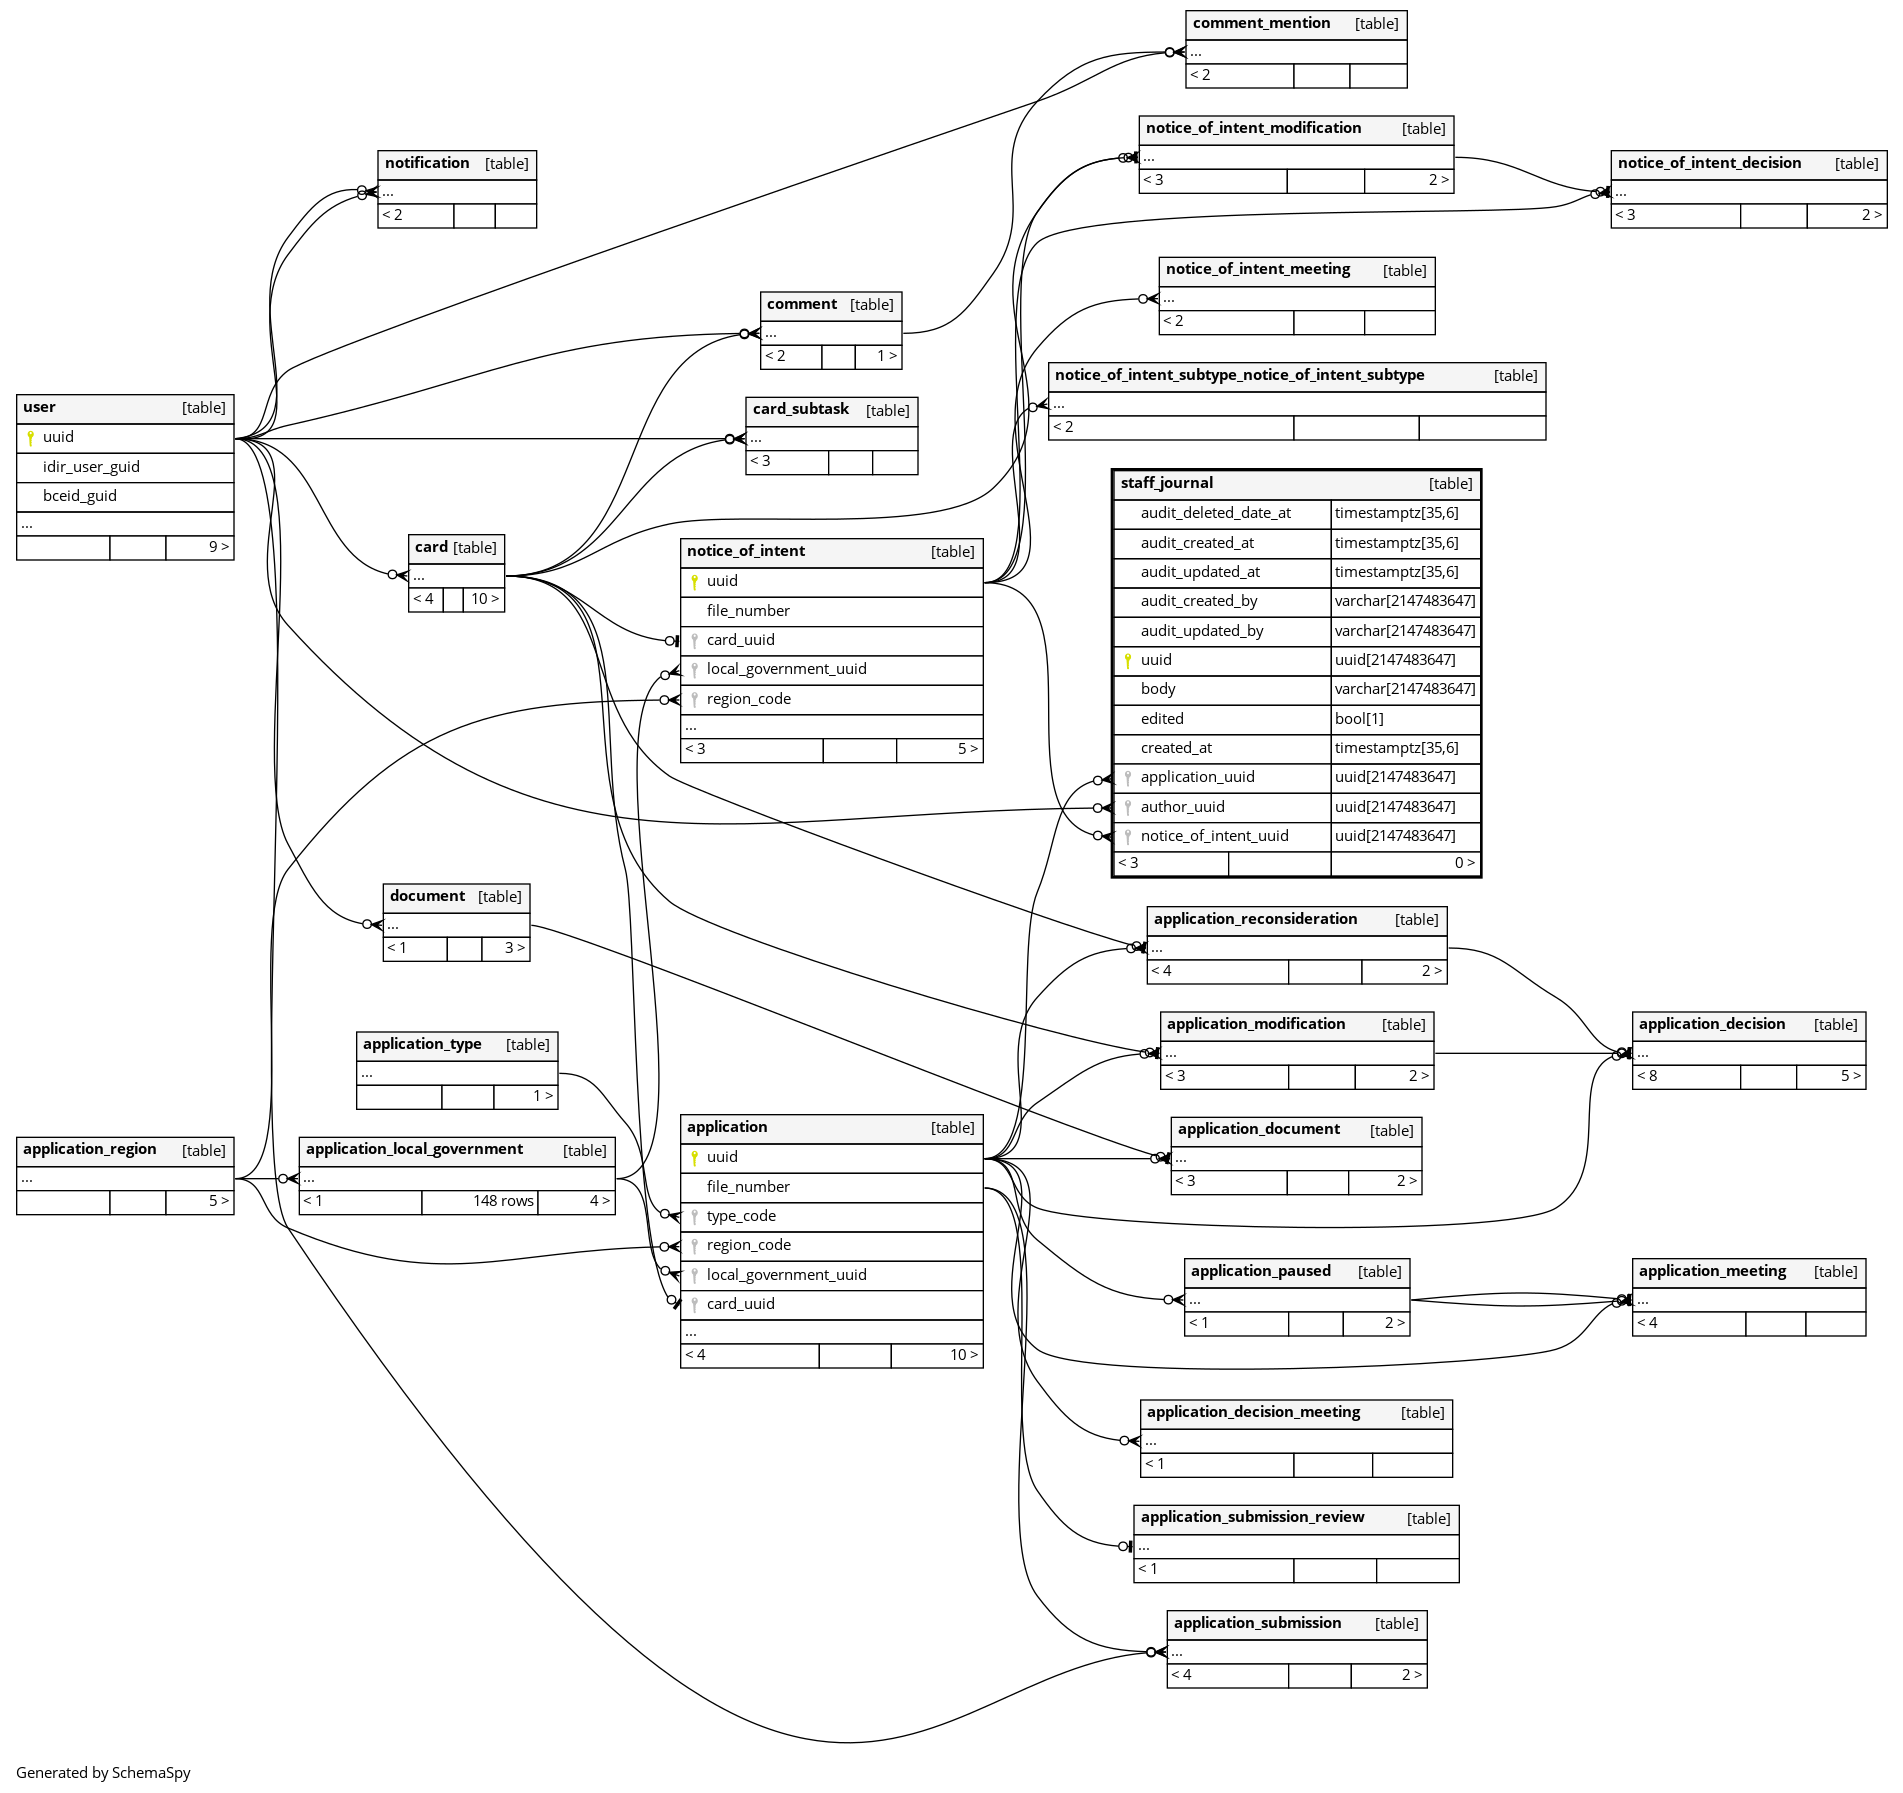 comment_mention [table]
...
< 2
notice_of_intent_modification [table]
...
< 3 2 >
notification [table]
...
< 2
notice_of_intent_decision [table]
...
< 3 2 >
notice_of_intent_meeting [table]
...
< 2
comment [table]
...
< 2 1 >
notice_of_intent_subtype_notice_of_intent_subtype [table]
...
< 2
user [table]
uuid
idir_user_guid
bceid_guid
...
9 >
card_subtask [table]
...
< 3
card [table]
...
< 4 10 >
notice_of_intent [table]
uuid
file_number
card_uuid
local_government_uuid
region_code
...
< 3 5 >
staff_journal [table]
audit_deleted_date_at timestamptz[35,6]
audit_created_at timestamptz[35,6]
audit_updated_at timestamptz[35,6]
audit_created_by varchar[2147483647]
audit_updated_by varchar[2147483647]
uuid uuid[2147483647]
body varchar[2147483647]
edited bool[1]
created_at timestamptz[35,6]
application_uuid uuid[2147483647]
author_uuid uuid[2147483647]
notice_of_intent_uuid uuid[2147483647]
< 3 0 >
document [table]
...
< 1 3 >
application_reconsideration [table]
...
< 4 2 >
application_modification [table]
...
< 3 2 >
application_decision [table]
...
< 8 5 >
application_type [table]
...
1 >
application_document [table]
...
< 3 2 >
application_region [table]
...
5 >
application_local_government [table]
...
< 1 148 rows 4 >
application [table]
uuid
file_number
type_code
region_code
local_government_uuid
card_uuid
...
< 4 10 >
application_paused [table]
...
< 1 2 >
application_meeting [table]
...
< 4
application_decision_meeting [table]
...
< 1
application_submission_review [table]
...
< 1
application_submission [table]
...
< 4 2 >
Generated by SchemaSpy